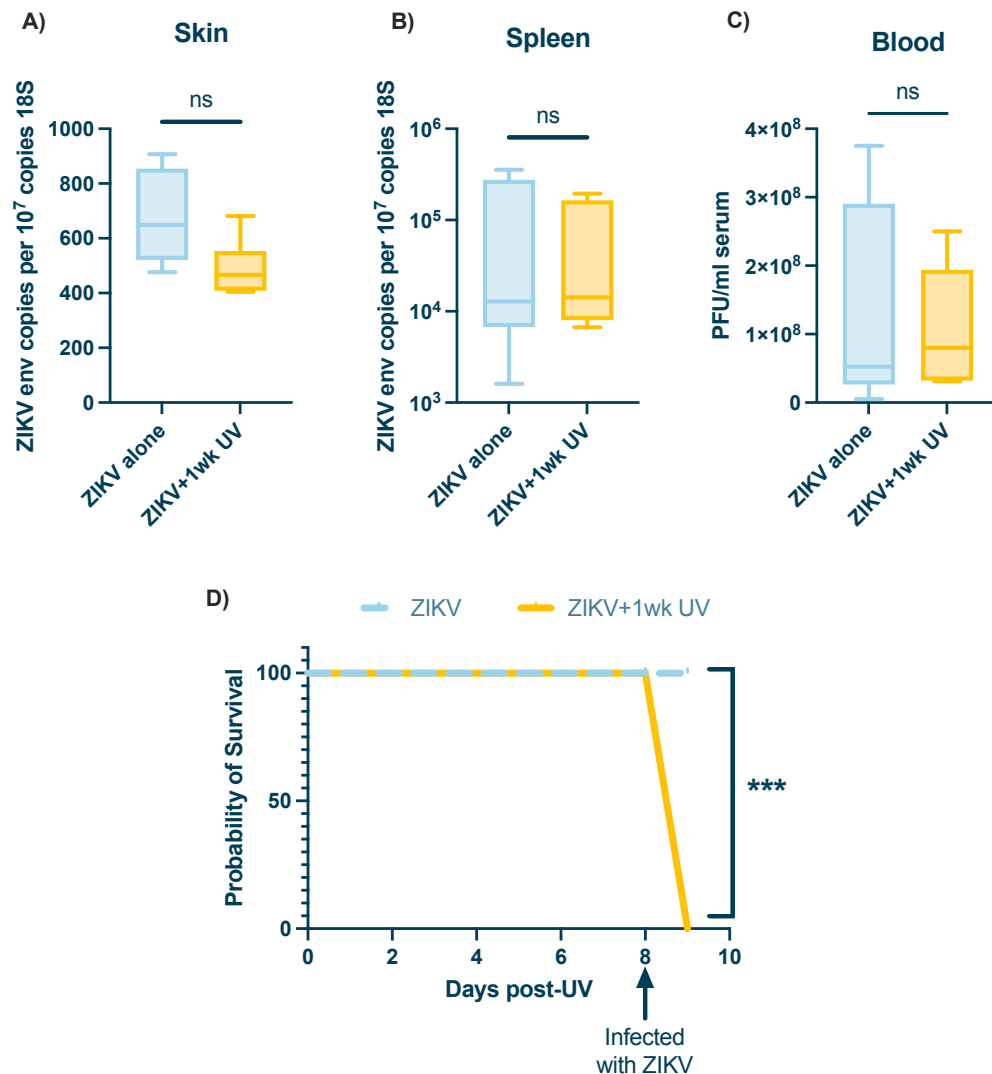 A)
Skin
ZIKV env copies per 10⁷ copies 18S
ns
1000
800
600
400
200
0
ZIKV alone
ZIKV+1wk UV
B)
Spleen
ZIKV env copies per 10⁷ copies 18S
ns
10⁶
10⁵
10⁴
10³
ZIKV alone
ZIKV+1wk UV
C)
Blood
PFU/ml serum
ns
4×10⁸
3×10⁸
2×10⁸
1×10⁸
0
ZIKV alone
ZIKV+1wk UV
D)
ZIKV
ZIKV+1wk UV
Probability of Survival
100
50
0
***
0 2 4 6 8 10
Days post-UV
Infected
with ZIKV